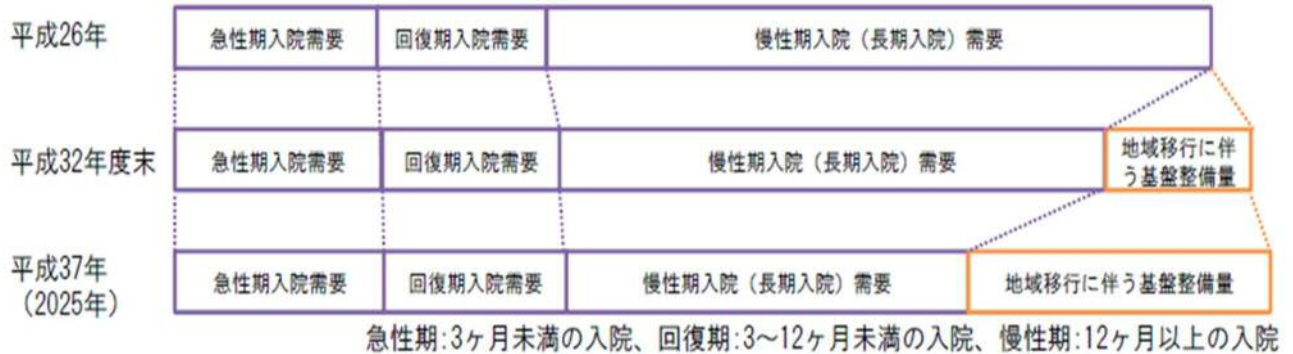 平成26年
急性期入院需要
回復期入院需要
慢性期入院（長期入院）需要
平成32年度末
急性期入院需要
回復期入院需要
慢性期入院（長期入院）需要
地域移行に伴
う基盤整備量
平成37年
（2025年）
急性期入院需要
回復期入院需要
慢性期入院（長期入院）需要
地域移行に伴う基盤整備量
急性期:3ヶ月未満の入院、回復期:3～12ヶ月未満の入院、慢性期:12ヶ月以上の入院